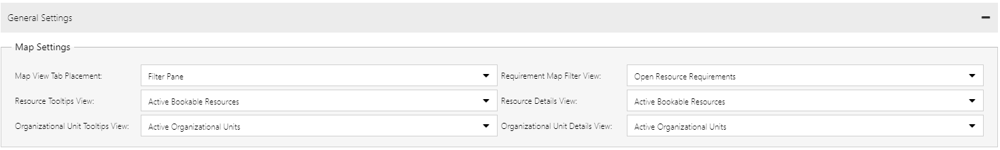 General Settings
Map Settings
Map View Tab Placement: Filter Pane Requirement Map Filter View: Open Resource Requirements
Resource Tooltips View: Active Bookable Resources Resource Details View: Active Bookable Resources
Organizational Unit Tooltips View: Active Organizational Units Organizational Unit Details View: Active Organizational Units